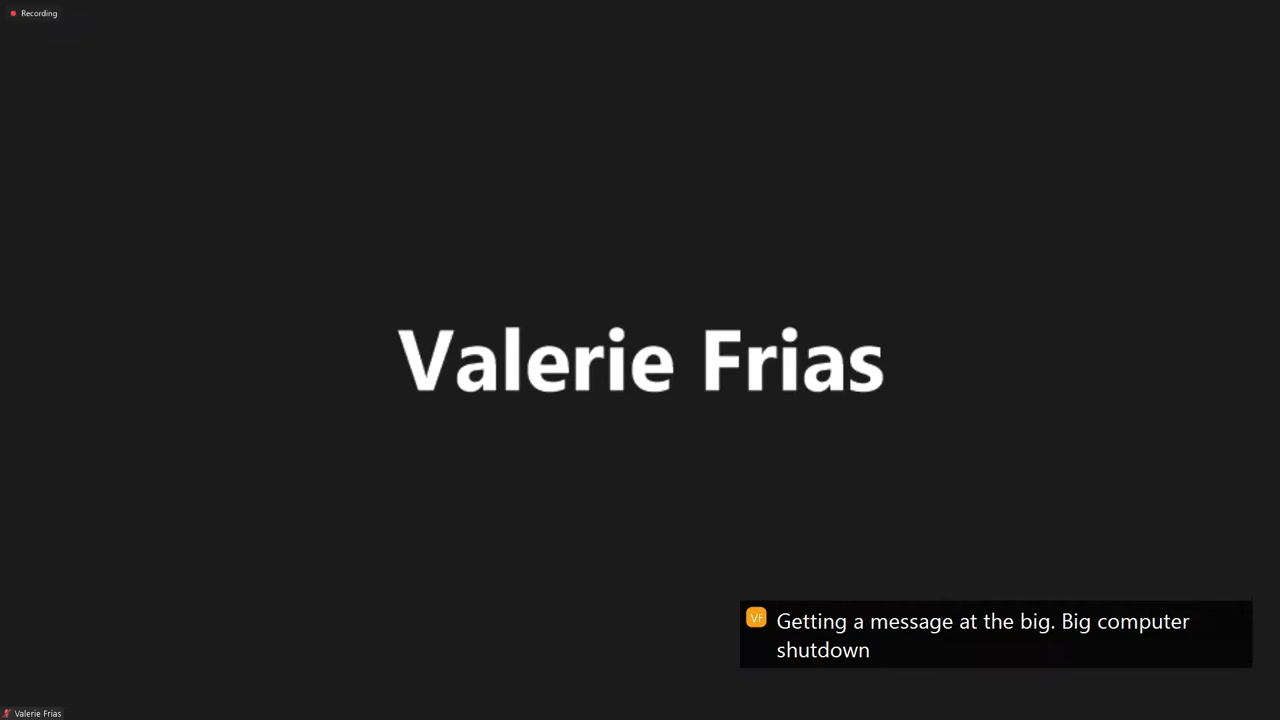 Recording
Valerie Frias
VF
Getting a message at the big. Big computer
shutdown
Valerie Frias